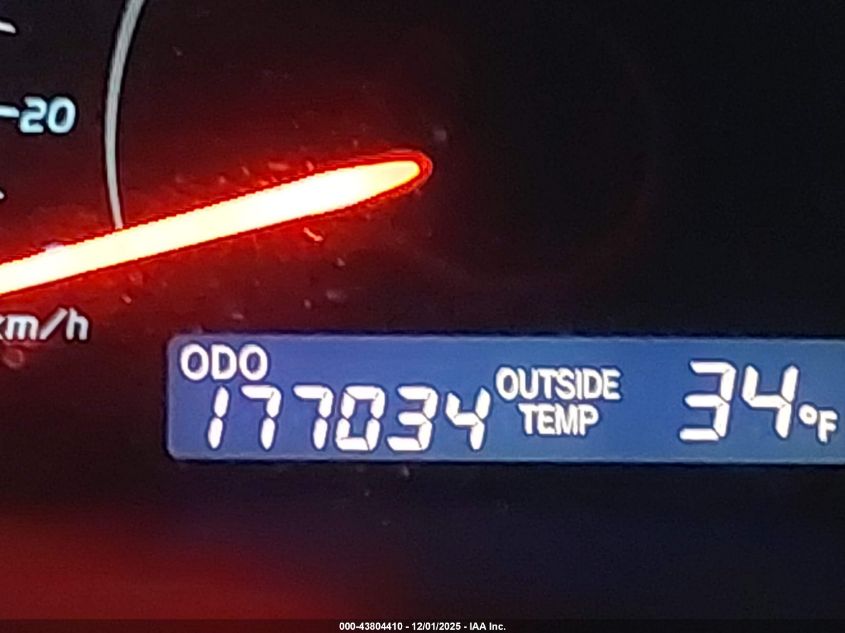 20
km/h
ODO
177034
OUTSIDE
TEMP
34°F
000-43804410 - 12/01/2025 - IAA Inc.